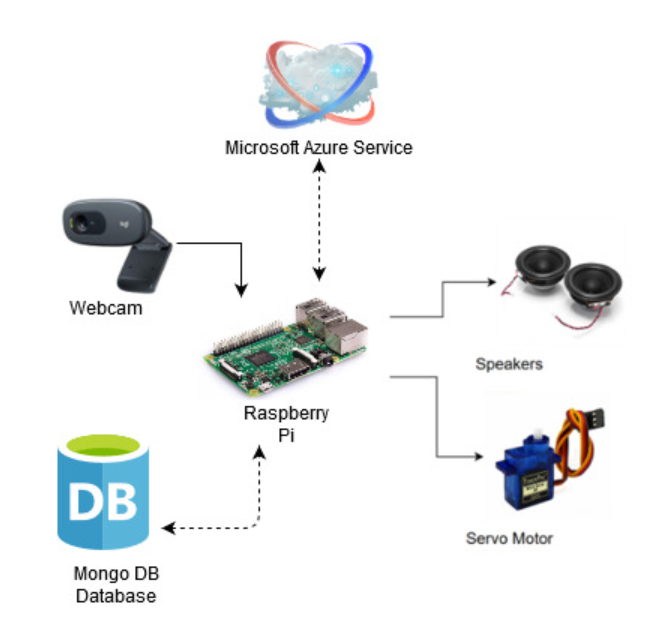 Microsoft Azure Service
Webcam
Speakers
Raspberry
Pi
DB
Servo Motor
Mongo DB
Database